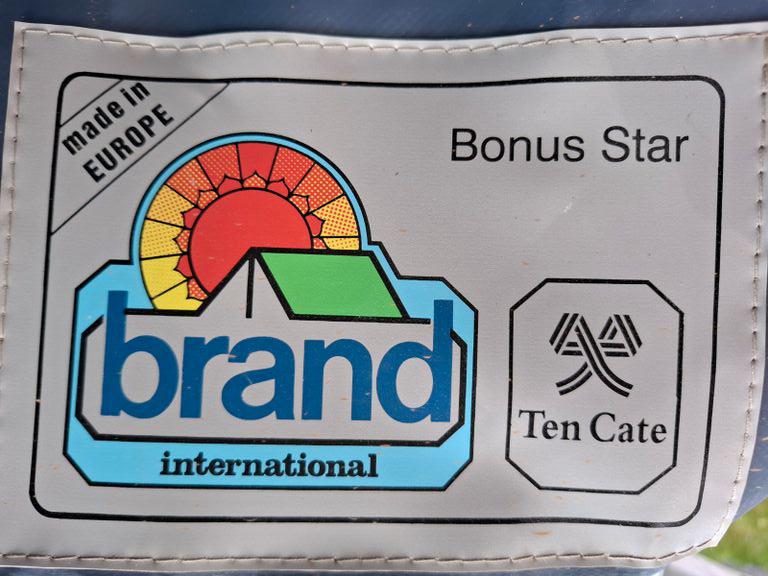 made in
EUROPE
Bonus Star
brand
international
Ten Cate